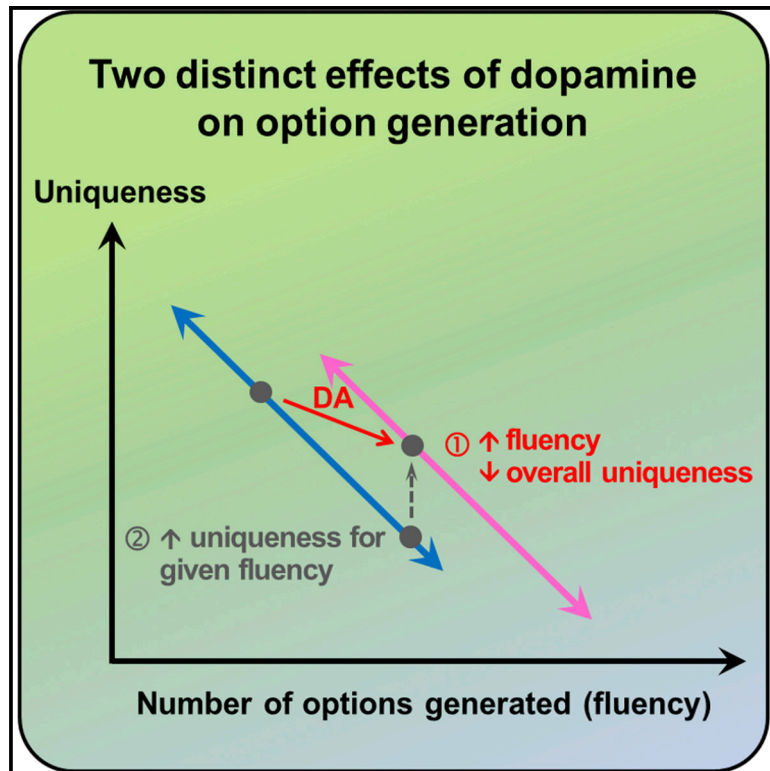 Two distinct effects of dopamine
on option generation
Uniqueness
DA
① ↑ fluency
↓ overall uniqueness
② ↑ uniqueness for
given fluency
Number of options generated (fluency)